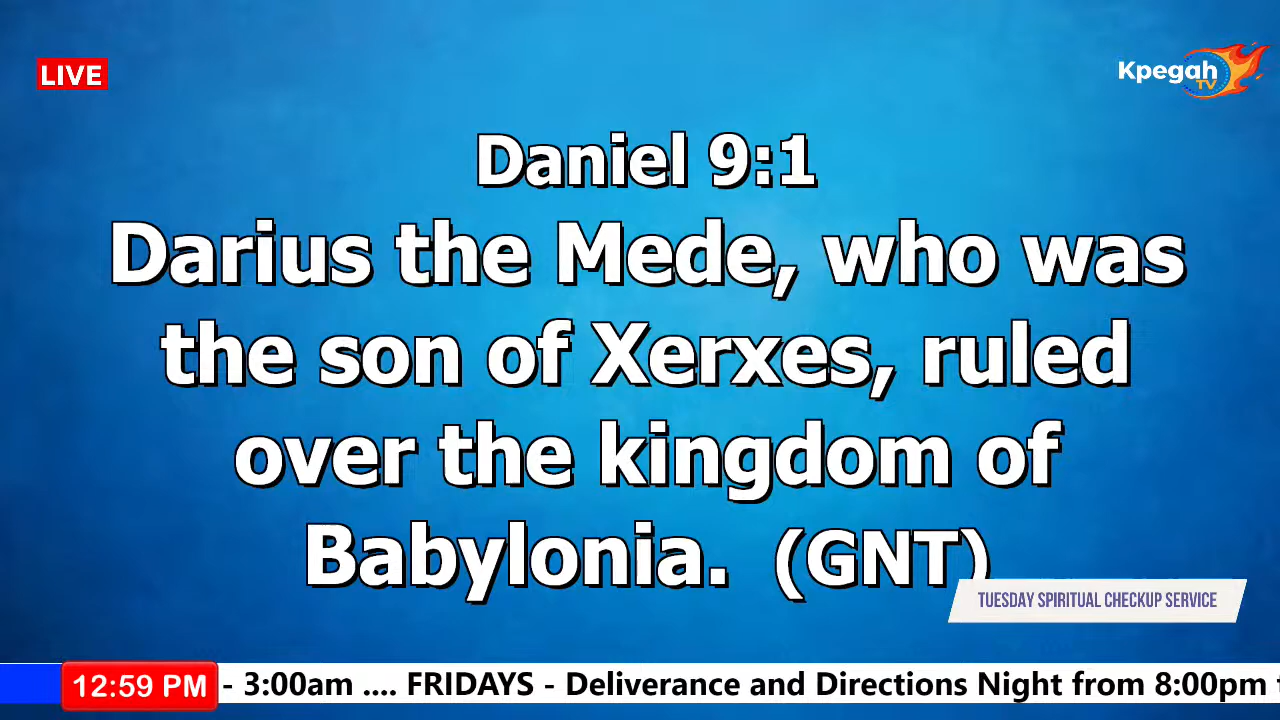 LIVE
Kpegah
TV
Daniel 9:1
Darius the Mede, who was
the son of Xerxes, ruled
over the kingdom of
Babylonia. (GNT)
TUESDAY SPIRITUAL CHECKUP SERVICE
12:59 PM - 3:00am .... FRIDAYS - Deliverance and Directions Night from 8:00pm